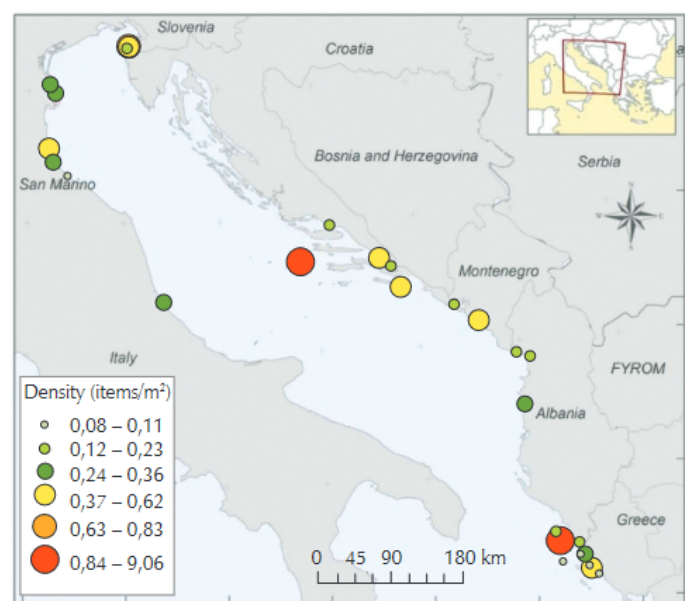 Slovenia
Croatia
a
Bosnia and Herzegovina
Serbia
San Marino
N
W E
S
Montenegro
Italy
FYROM
Albania
Greece
Density (items/m²)
0,08 – 0,11
0,12 – 0,23
0,24 – 0,36
0,37 – 0,62
0,63 – 0,83
0,84 – 9,06
0 45 90 180 km